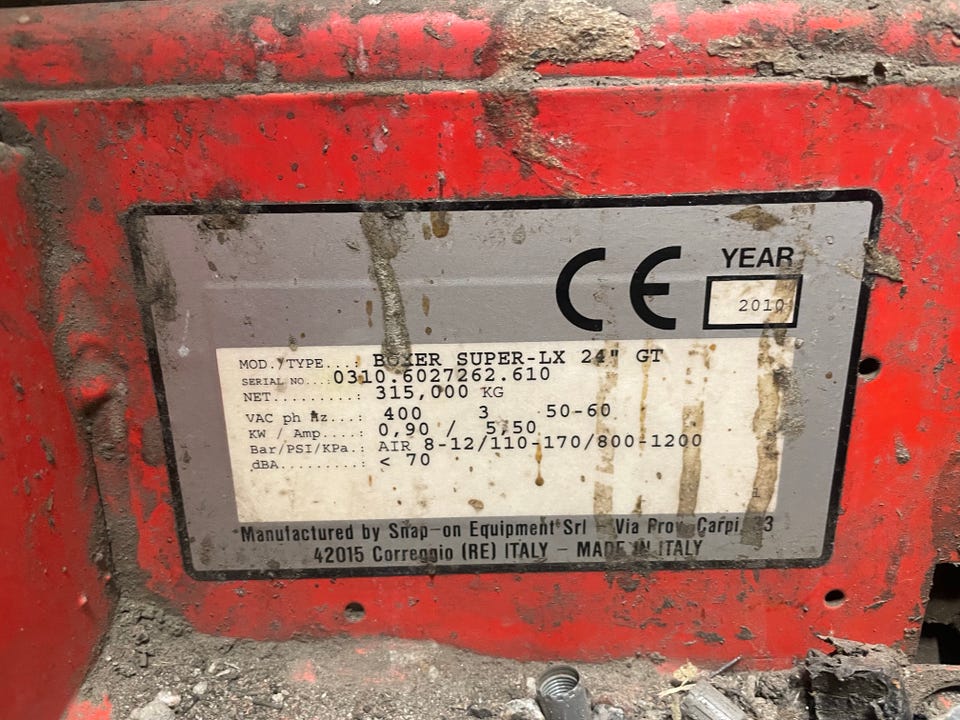 CE YEAR
2010
MOD./TYPE...: BOXER SUPER-LX 24" GT
SERIAL NO...:0310.6027262.610
NET.........: 315,000 KG
VAC ph Hz...: 400 3 50-60
KW / Amp....: 0,90 / 5,50
Bar/PSI/KPa.: AIR 8-12/110-170/800-1200
dBA.........: < 70
Manufactured by Snap-on Equipment Srl - Via Prov. Carpi,
42015 Correggio (RE) ITALY - MADE IN ITALY